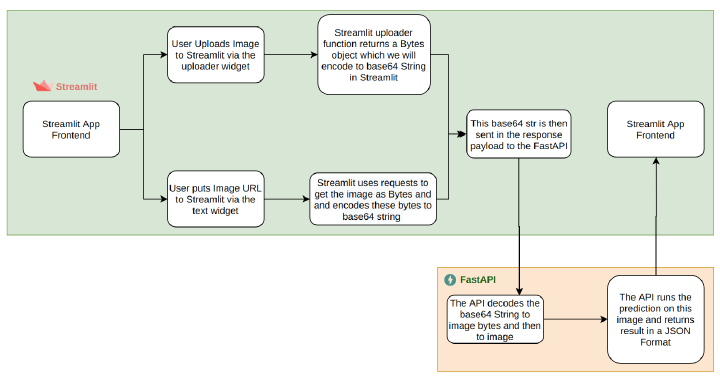 Streamlit
Streamlit App
Frontend
User Uploads Image
to Streamlit via the
uploader widget
Streamlit uploader
function returns a Bytes
object which we will
encode to base64 String
in Streamlit
User puts Image URL
to Streamlit via the
text widget
Streamlit uses requests to
get the image as Bytes and
and encodes these bytes to
base64 string
This base64 str is then
sent in the response
payload to the FastAPI
Streamlit App
Frontend
FastAPI
The API decodes the
base64 String to
image bytes and then
to image
The API runs the
prediction on this
image and returns
result in a JSON
Format